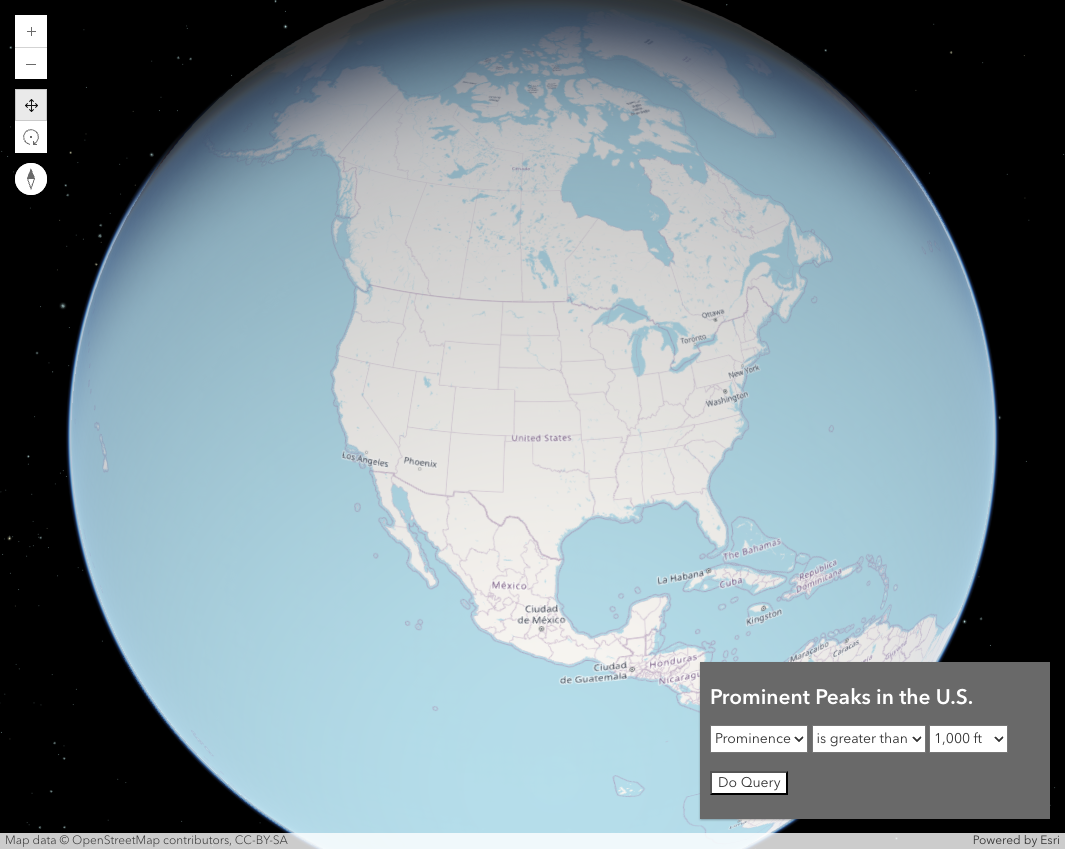 Canada
Ottawa
Toronto
New York
Washington
United States
Los Angeles
Phoenix
The Bahamas
La Habana
Cuba
República
Dominicana
Kingston
México
Ciudad
de México
Maracaibo
Caracas
Ciudad
de Guatemala
Honduras
Prominent Peaks in the U.S.
Prominence
is greater than
1,000 ft
Do Query
Map data © OpenStreetMap contributors, CC-BY-SA
Powered by Esri